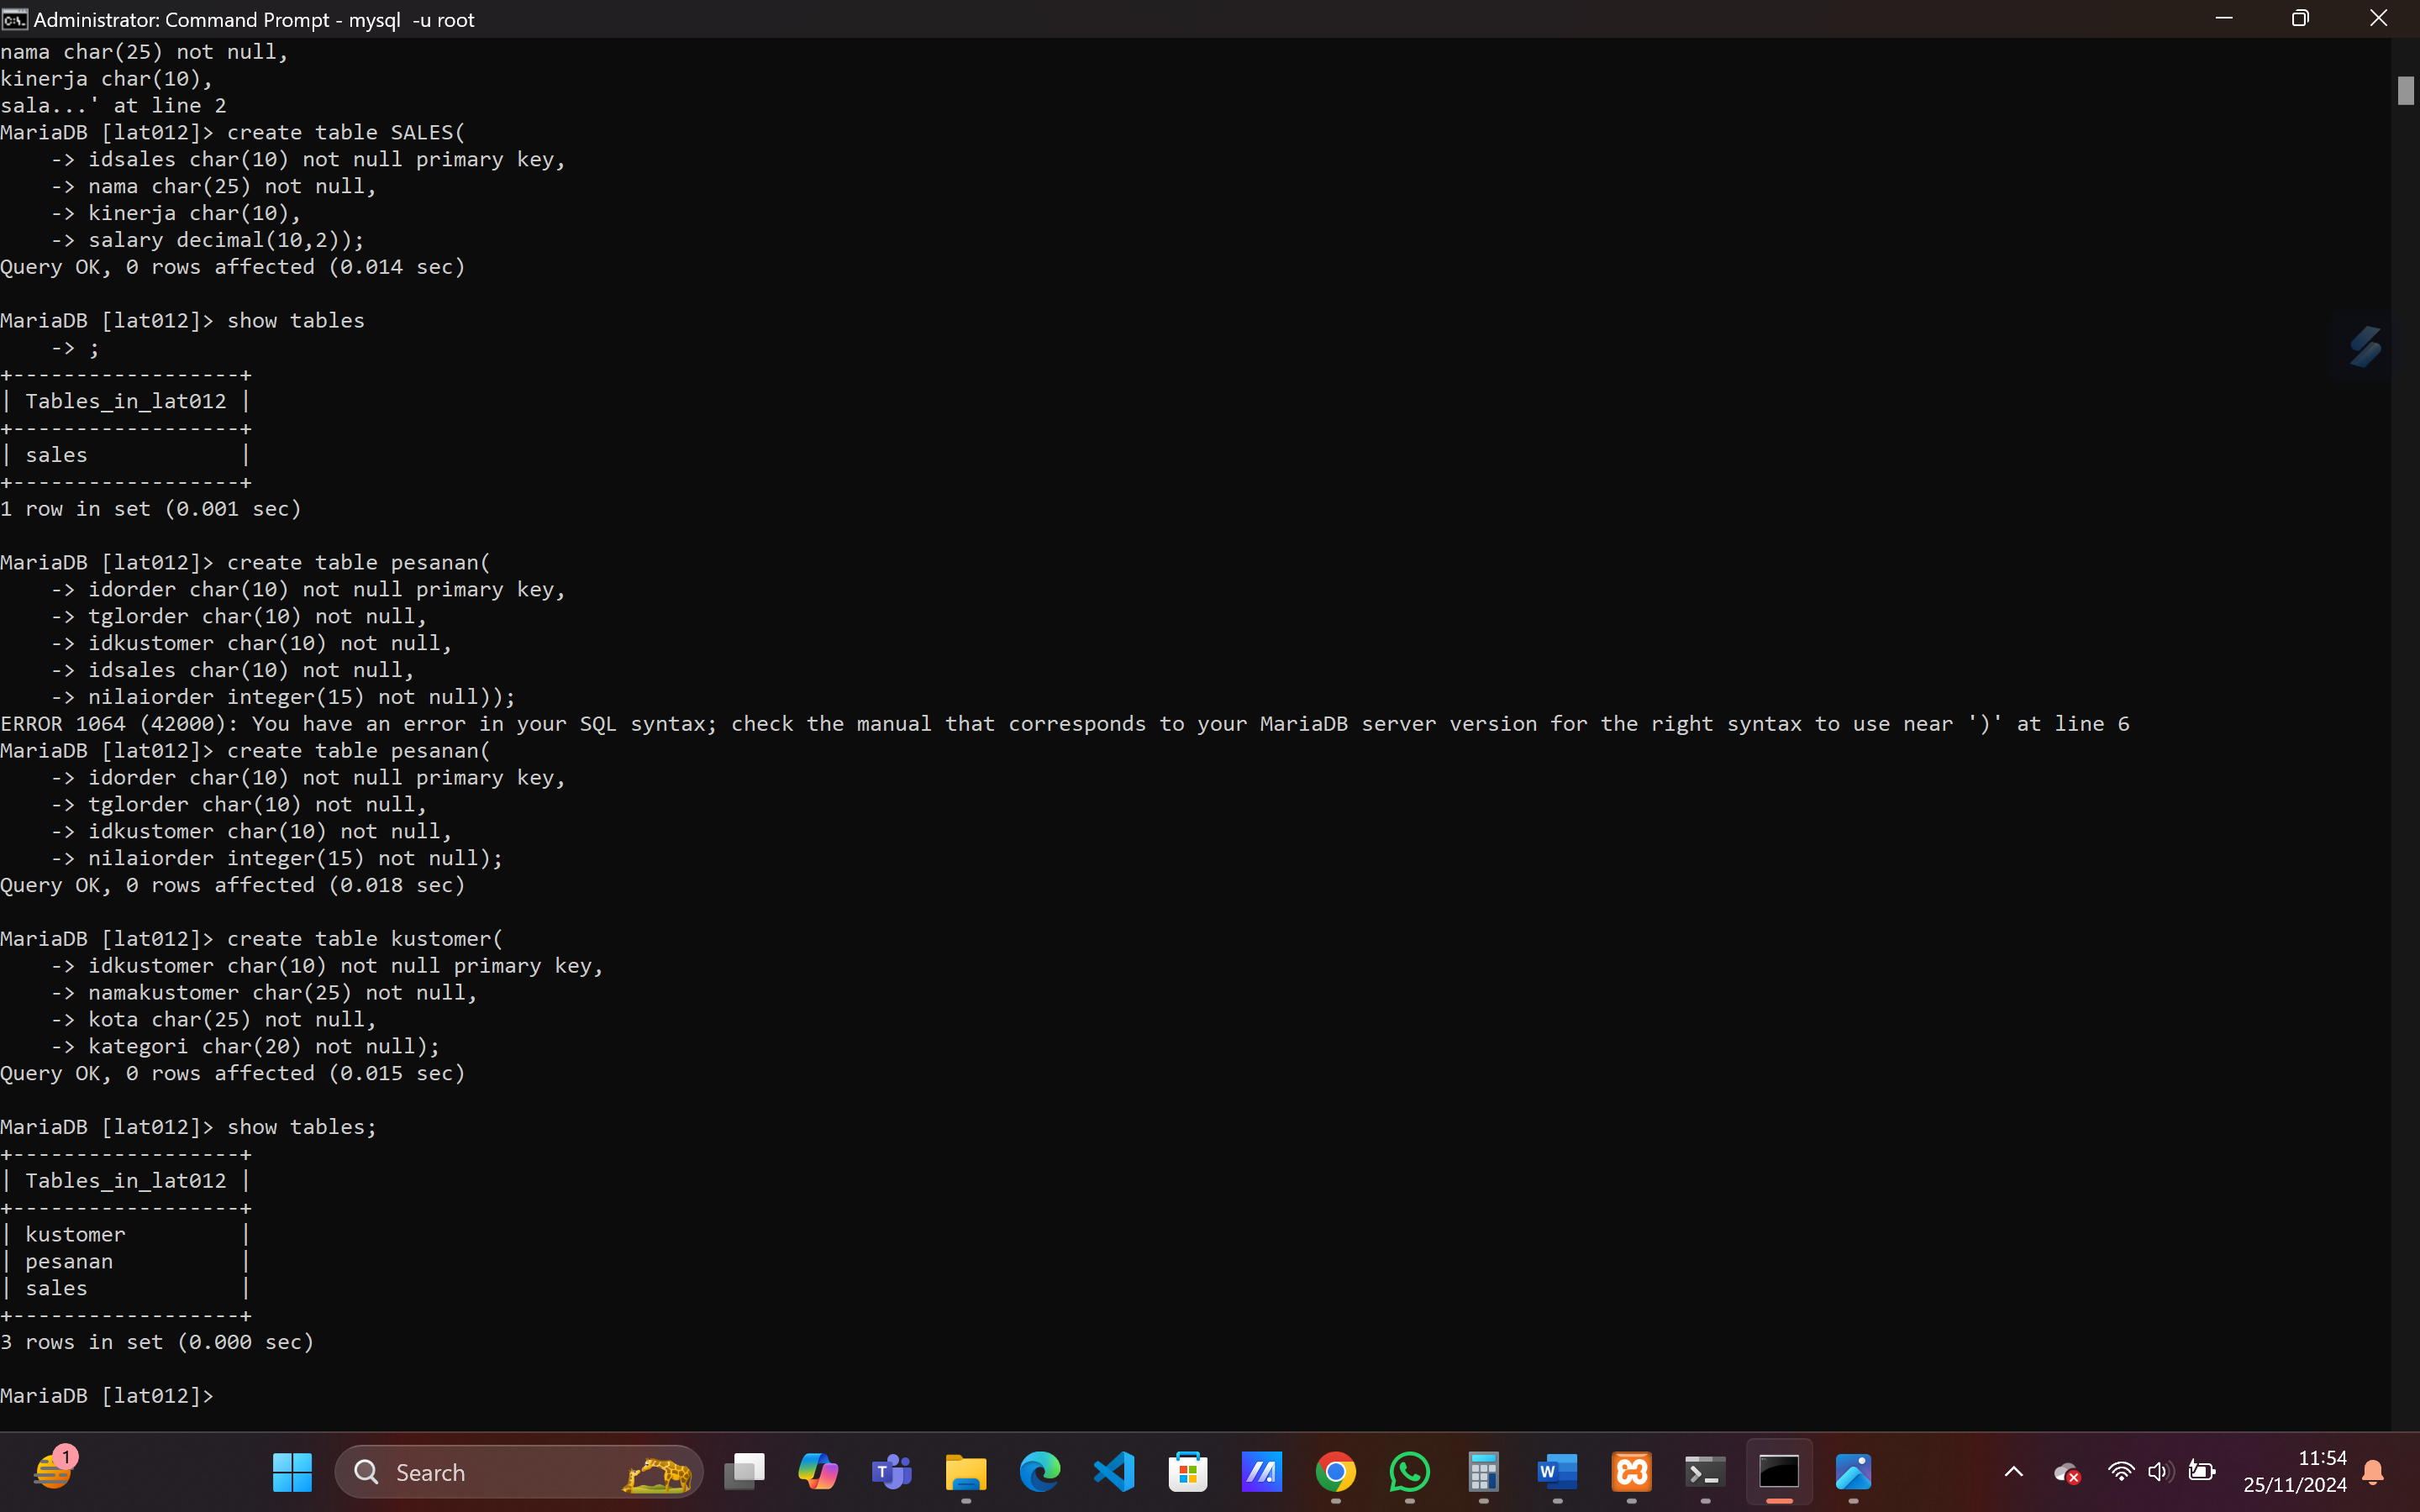 Administrator: Command Prompt - mysql  -u root
nama char(25) not null,
kinerja char(10),
sala...' at line 2
MariaDB [lat012]> create table SALES(
    -> idsales char(10) not null primary key,
    -> nama char(25) not null,
    -> kinerja char(10),
    -> salary decimal(10,2));
Query OK, 0 rows affected (0.014 sec)

MariaDB [lat012]> show tables
    -> ;
+------------------+
| Tables_in_lat012 |
+------------------+
| sales            |
+------------------+
1 row in set (0.001 sec)

MariaDB [lat012]> create table pesanan(
    -> idorder char(10) not null primary key,
    -> tglorder char(10) not null,
    -> idkustomer char(10) not null,
    -> idsales char(10) not null,
    -> nilaiorder integer(15) not null));
ERROR 1064 (42000): You have an error in your SQL syntax; check the manual that corresponds to your MariaDB server version for the right syntax to use near ')' at line 6
MariaDB [lat012]> create table pesanan(
    -> idorder char(10) not null primary key,
    -> tglorder char(10) not null,
    -> idkustomer char(10) not null,
    -> nilaiorder integer(15) not null);
Query OK, 0 rows affected (0.018 sec)

MariaDB [lat012]> create table kustomer(
    -> idkustomer char(10) not null primary key,
    -> namakustomer char(25) not null,
    -> kota char(25) not null,
    -> kategori char(20) not null);
Query OK, 0 rows affected (0.015 sec)

MariaDB [lat012]> show tables;
+------------------+
| Tables_in_lat012 |
+------------------+
| kustomer         |
| pesanan          |
| sales            |
+------------------+
3 rows in set (0.000 sec)

MariaDB [lat012]>
1
Search
11:54
25/11/2024